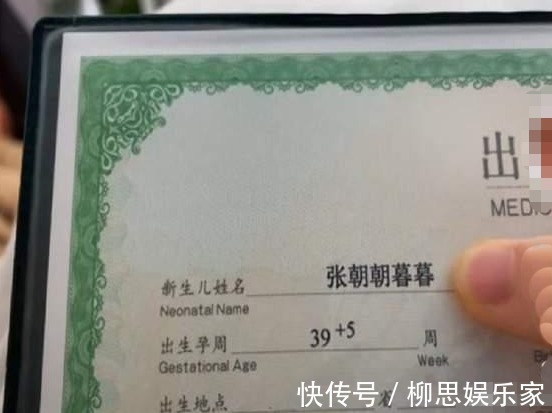 出
MEDIC
新生儿姓名 张朝朝暮暮
Neonatal Name
出生孕周 39+5 周
Gestational Age Week
出生地点 省
快传号 / 柳思娱乐家